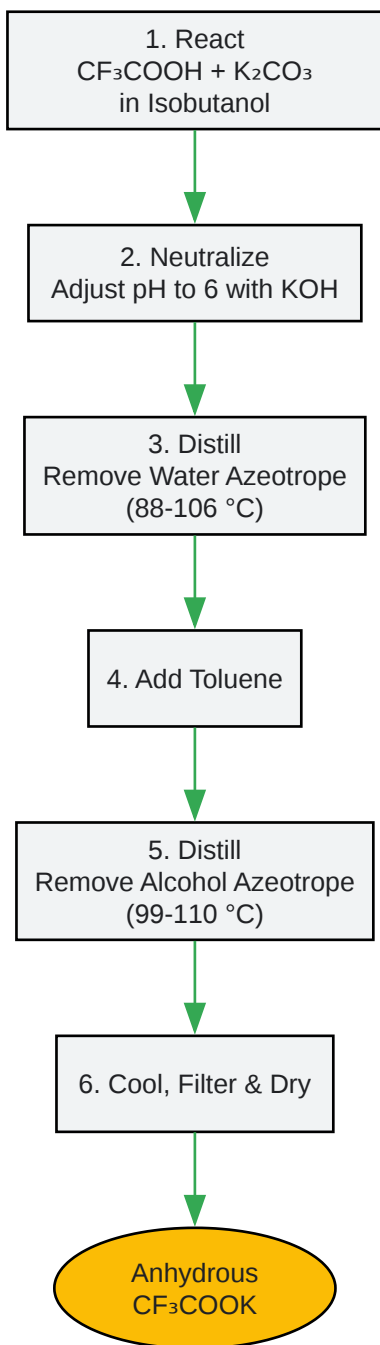 1. React
CF₃COOH + K₂CO₃
in Isobutanol
2. Neutralize
Adjust pH to 6 with KOH
3. Distill
Remove Water Azeotrope
(88-106 °C)
4. Add Toluene
5. Distill
Remove Alcohol Azeotrope
(99-110 °C)
6. Cool, Filter & Dry
Anhydrous
CF₃COOK